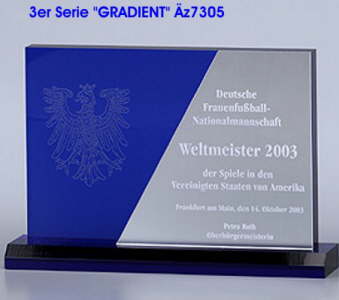 3er Serie "GRADIENT" Äz7305
Deutsche
Frauenfußball-
Nationalmannschaft
Weltmeister 2003
der Spiele in den
Vereinigten Staaten von Amerika
Frankfurt am Main, den 14. Oktober 2003
Petra Roth
Oberbürgermeisterin